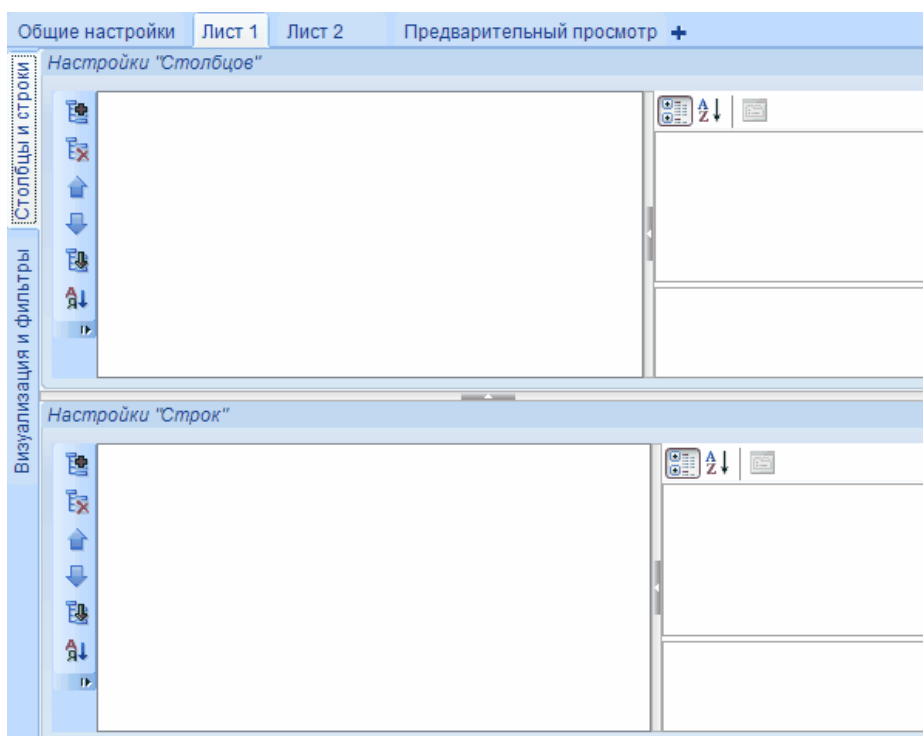 Общие настройки Лист 1 Лист 2 Предварительный просмотр
Столбцы и строки
Визуализация и фильтры
Настройки "Столбцов"
Настройки "Строк"